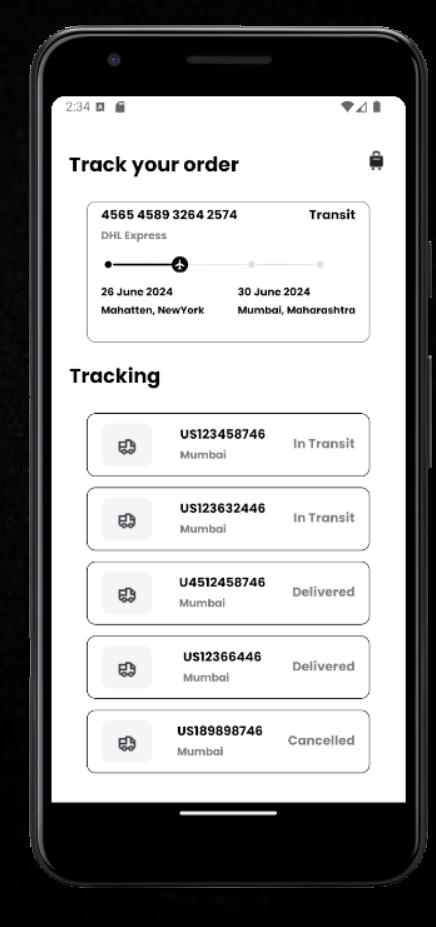 2:34
Track your order
4565 4589 3264 2574 Transit
DHL Express
26 June 2024 30 June 2024
Mahatten, NewYork Mumbai, Maharashtra
Tracking
US123458746
In Transit
Mumbai
US123632446
In Transit
Mumbai
U4512458746
Delivered
Mumbai
US12366446
Delivered
Mumbai
US189898746
Cancelled
Mumbai